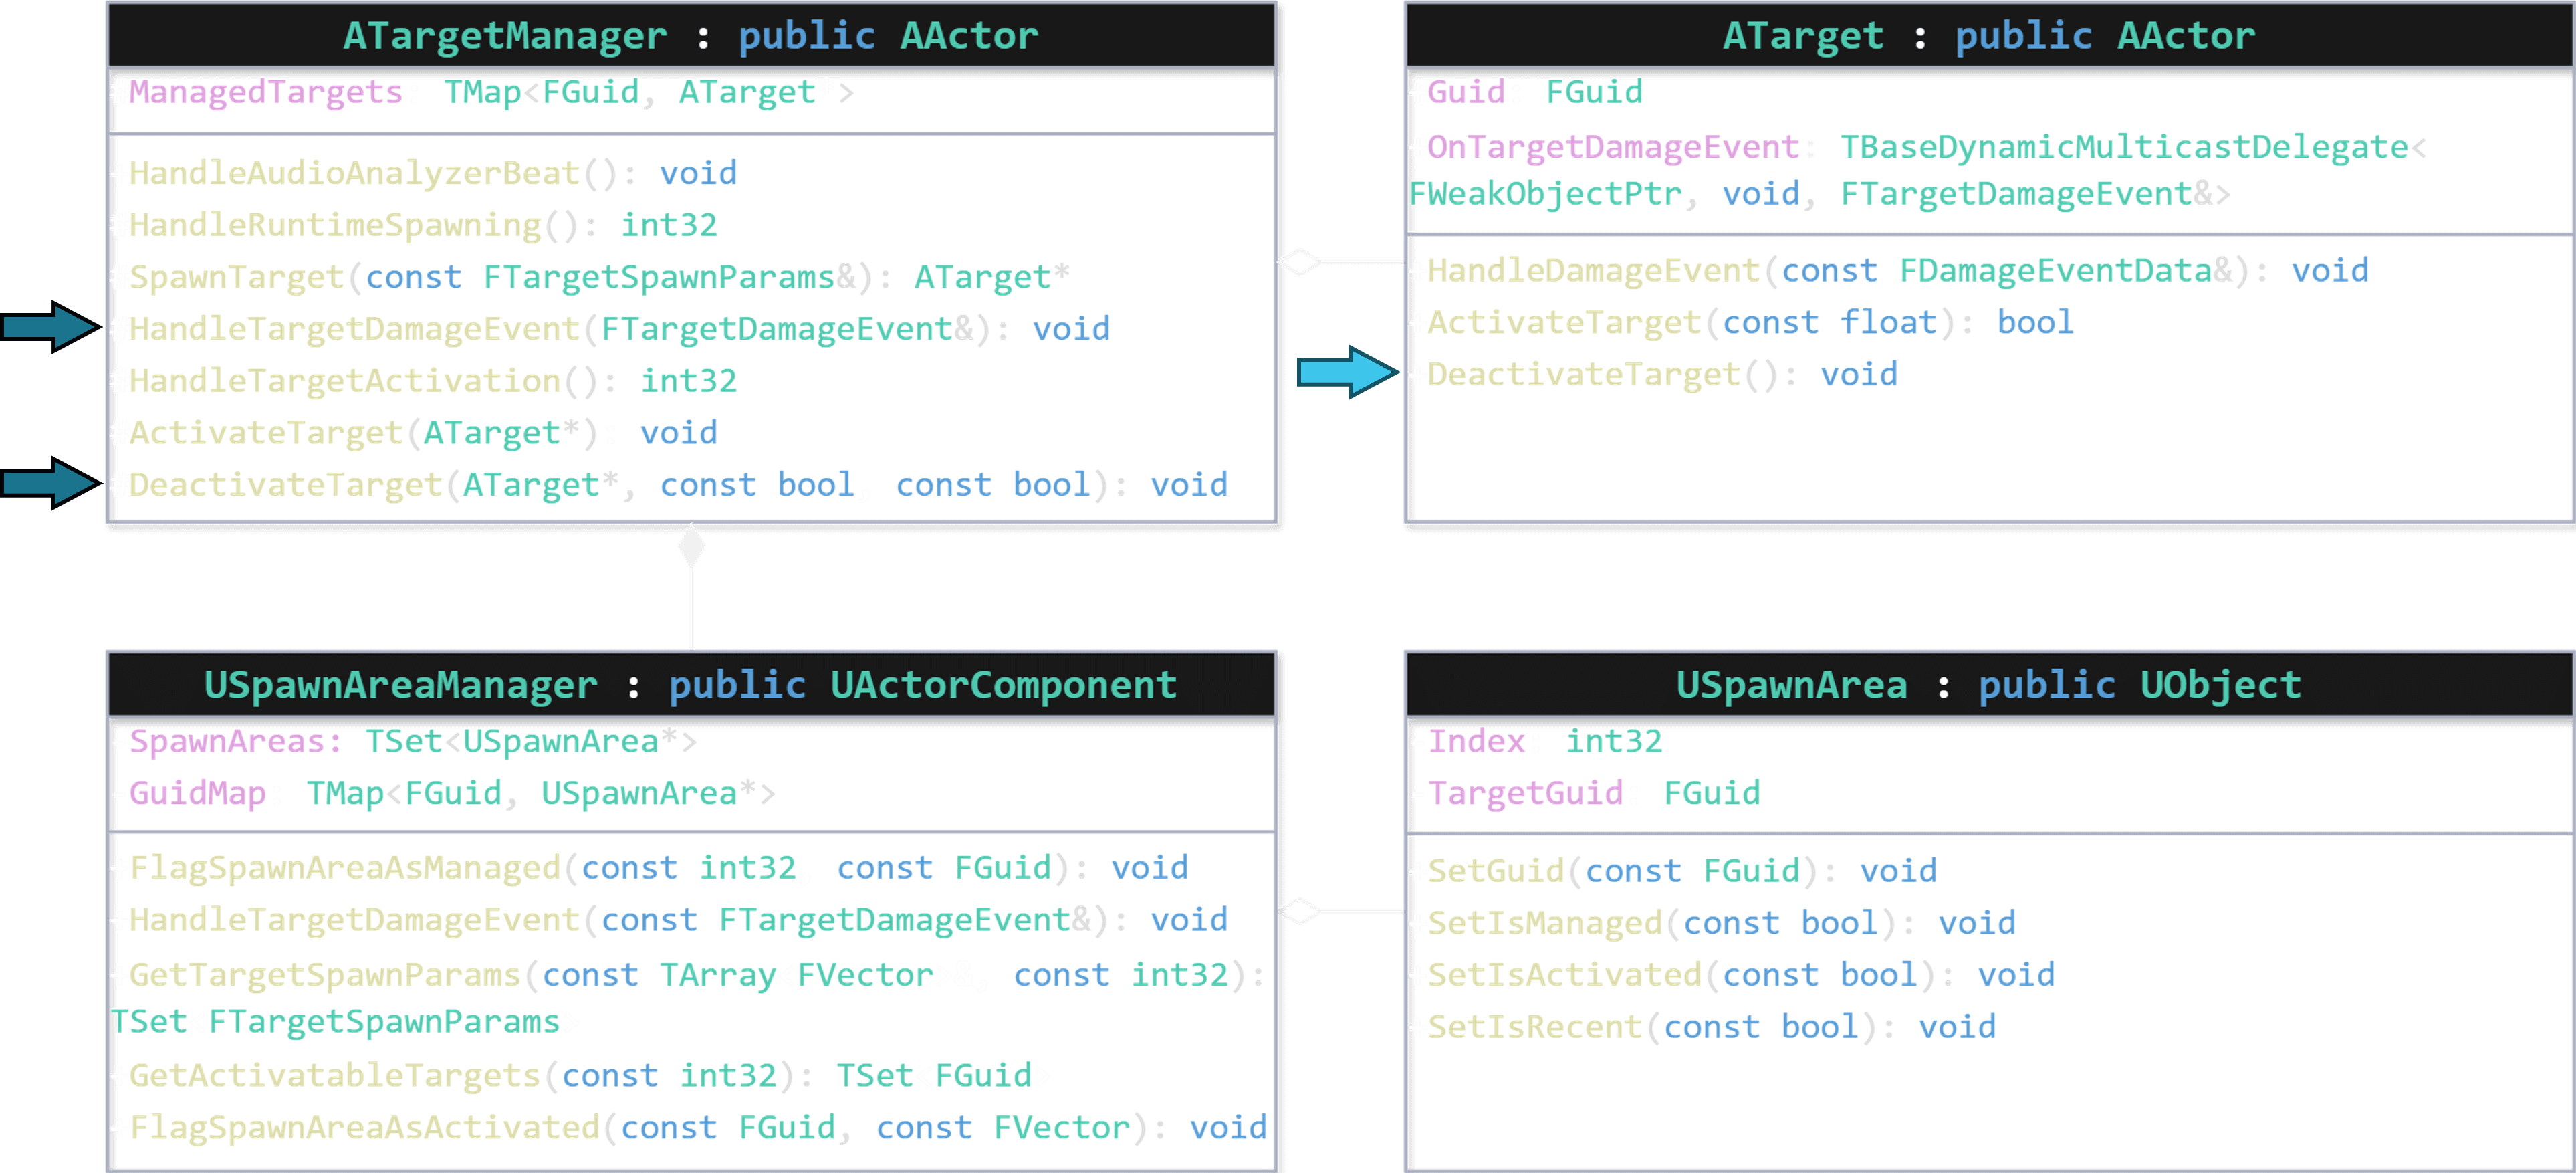 ATargetManager : public AActor
ManagedTargets TMap<FGuid, ATarget >
HandleAudioAnalyzerBeat(): void
HandleRuntimeSpawning(): int32
SpawnTarget(const FTargetSpawnParams&): ATarget*
HandleTargetDamageEvent(FTargetDamageEvent&): void
HandleTargetActivation(): int32
ActivateTarget(ATarget*) void
DeactivateTarget(ATarget*, const bool const bool): void
ATarget : public AActor
Guid FGuid
OnTargetDamageEvent: TBaseDynamicMulticastDelegate<
FWeakObjectPtr, void, FTargetDamageEvent&>
HandleDamageEvent(const FDamageEventData&): void
ActivateTarget(const float): bool
DeactivateTarget(): void
USpawnAreaManager : public UActorComponent
SpawnAreas: TSet<USpawnArea*>
GuidMap TMap<FGuid, USpawnArea*>
FlagSpawnAreaAsManaged(const int32 const FGuid): void
HandleTargetDamageEvent(const FTargetDamageEvent&): void
GetTargetSpawnParams(const TArray FVector const int32):
TSet FTargetSpawnParams
GetActivatableTargets(const int32): TSet FGuid
FlagSpawnAreaAsActivated(const FGuid, const FVector): void
USpawnArea : public UObject
Index int32
TargetGuid FGuid
SetGuid(const FGuid): void
SetIsManaged(const bool): void
SetIsActivated(const bool): void
SetIsRecent(const bool): void